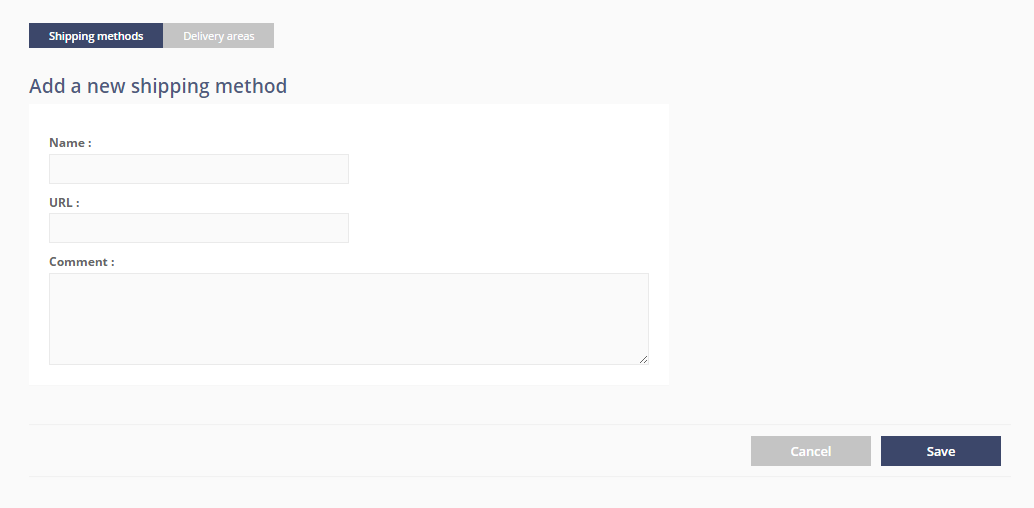 Shipping methods Delivery areas
Add a new shipping method
Name :
URL :
Comment :
Cancel Save